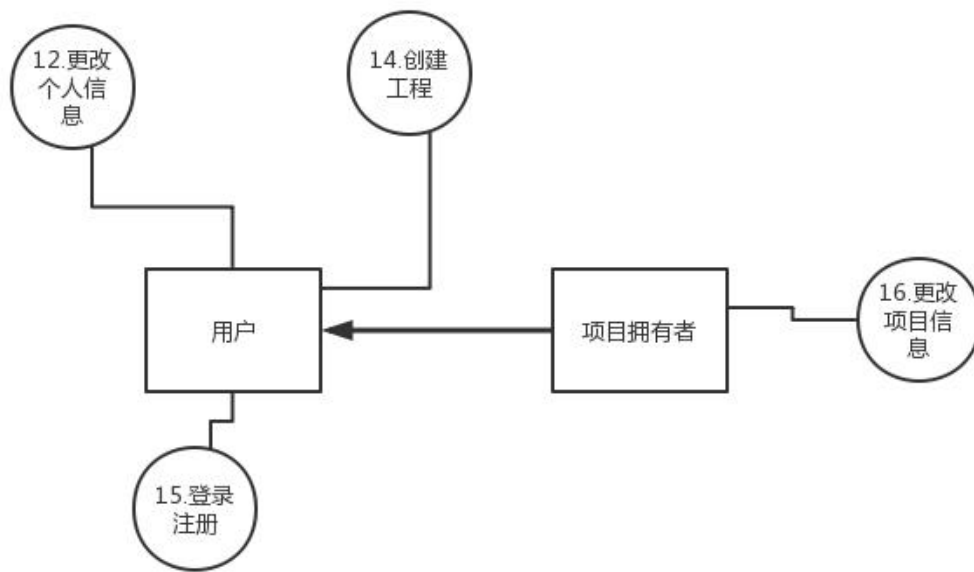 12.更改
个人信
息
14.创建
工程
用户
项目拥有者
16.更改
项目信
息
15.登录
注册